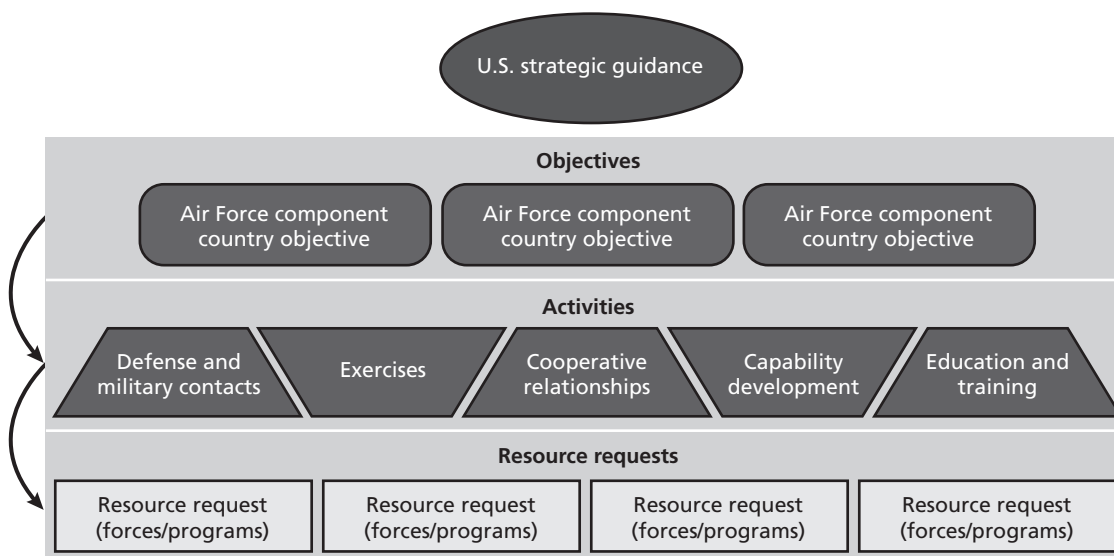 U.S. strategic guidance
Objectives
Air Force component
country objective
Air Force component
country objective
Air Force component
country objective
Activities
Defense and
military contacts
Exercises
Cooperative
relationships
Capability
development
Education and
training
Resource requests
Resource request
(forces/programs)
Resource request
(forces/programs)
Resource request
(forces/programs)
Resource request
(forces/programs)